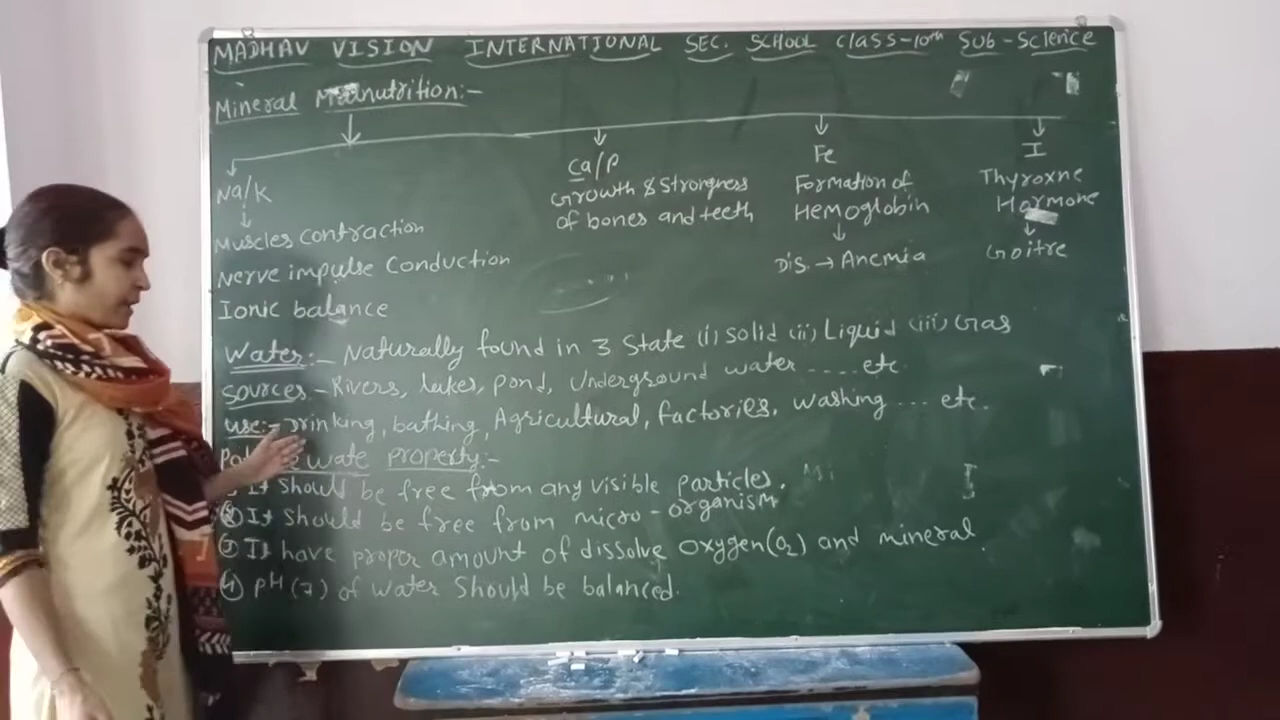 MADHAV VISION INTERNATIONAL SEC. SCHOOL Class-10th Sub-Science
Mineral Malnutrition:-
Na/K
Muscles contraction
Nerve impulse Conduction
Ionic balance
Ca/P
Growth & Strongness
of bones and teeth
Fe
Formation of
Hemoglobin
Dis. → Anemia
I
Thyroxne
Hormone
Goitre
Water:- Naturally found in 3 State (i) Solid (ii) Liquid (iii) Gas
Sources - Rivers, lakes, pond, Underground water ..... etc.
Use:- Drinking, bathing, Agricultural, factories, washing ... etc.
wate property:-
It should be free from any visible particles.
② It should be free from micro-organism
③ It have proper amount of dissolve oxygen(O₂) and mineral.
④ pH(7) of water Should be balanced.